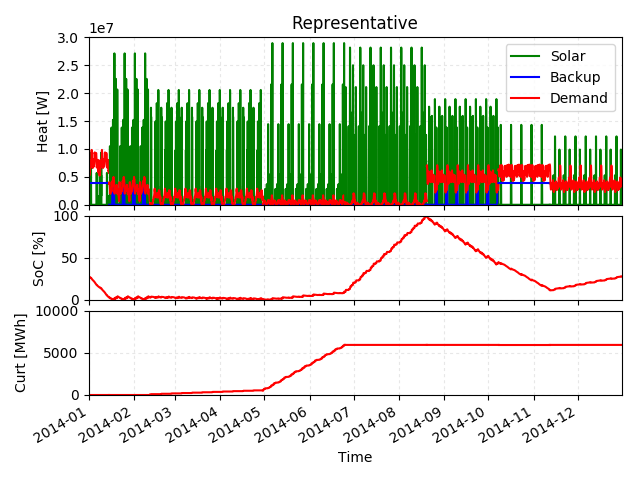 Representative
1e7
3.0
2.5
2.0
1.5
1.0
0.5
0.0
Heat [W]
Solar
Backup
Demand
100
50
0
SoC [%]
10000
5000
0
Curt [MWh]
2014-01
2014-02
2014-03
2014-04
2014-05
2014-06
2014-07
2014-08
2014-09
2014-10
2014-11
2014-12
Time